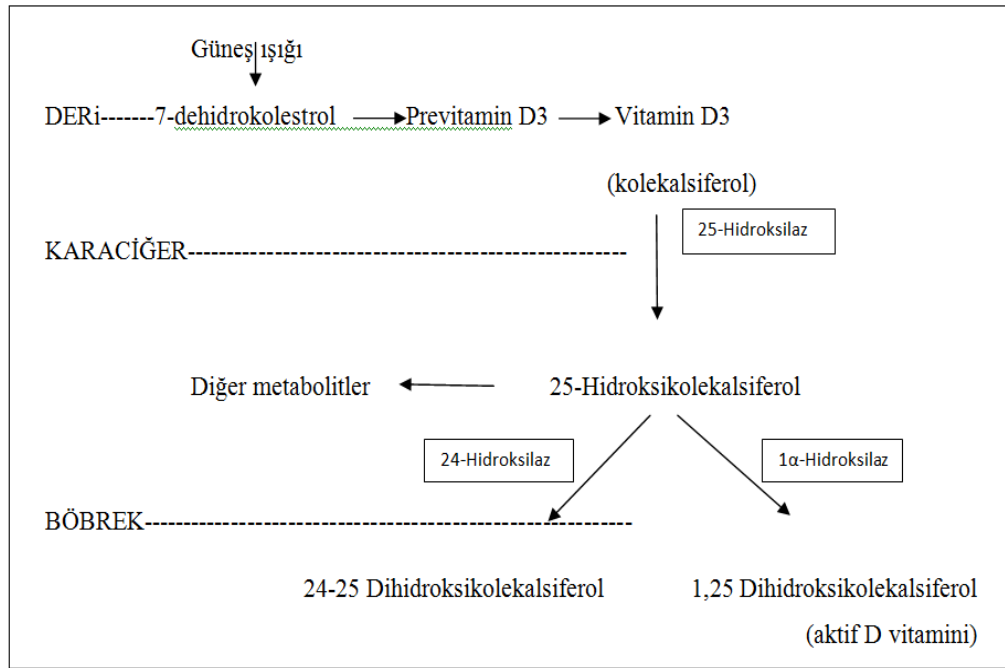 Güneş ışığı
DERi-------7-dehidrokolestrol Previtamin D3 Vitamin D3
(kolekalsiferol)
25-Hidroksilaz
KARACİĞER--------------------------------------------------------
Diğer metabolitler 25-Hidroksikolekalsiferol
24-Hidroksilaz 1α-Hidroksilaz
BÖBREK--------------------------------------------------------------
24-25 Dihidroksikolekalsiferol 1,25 Dihidroksikolekalsiferol
(aktif D vitamini)